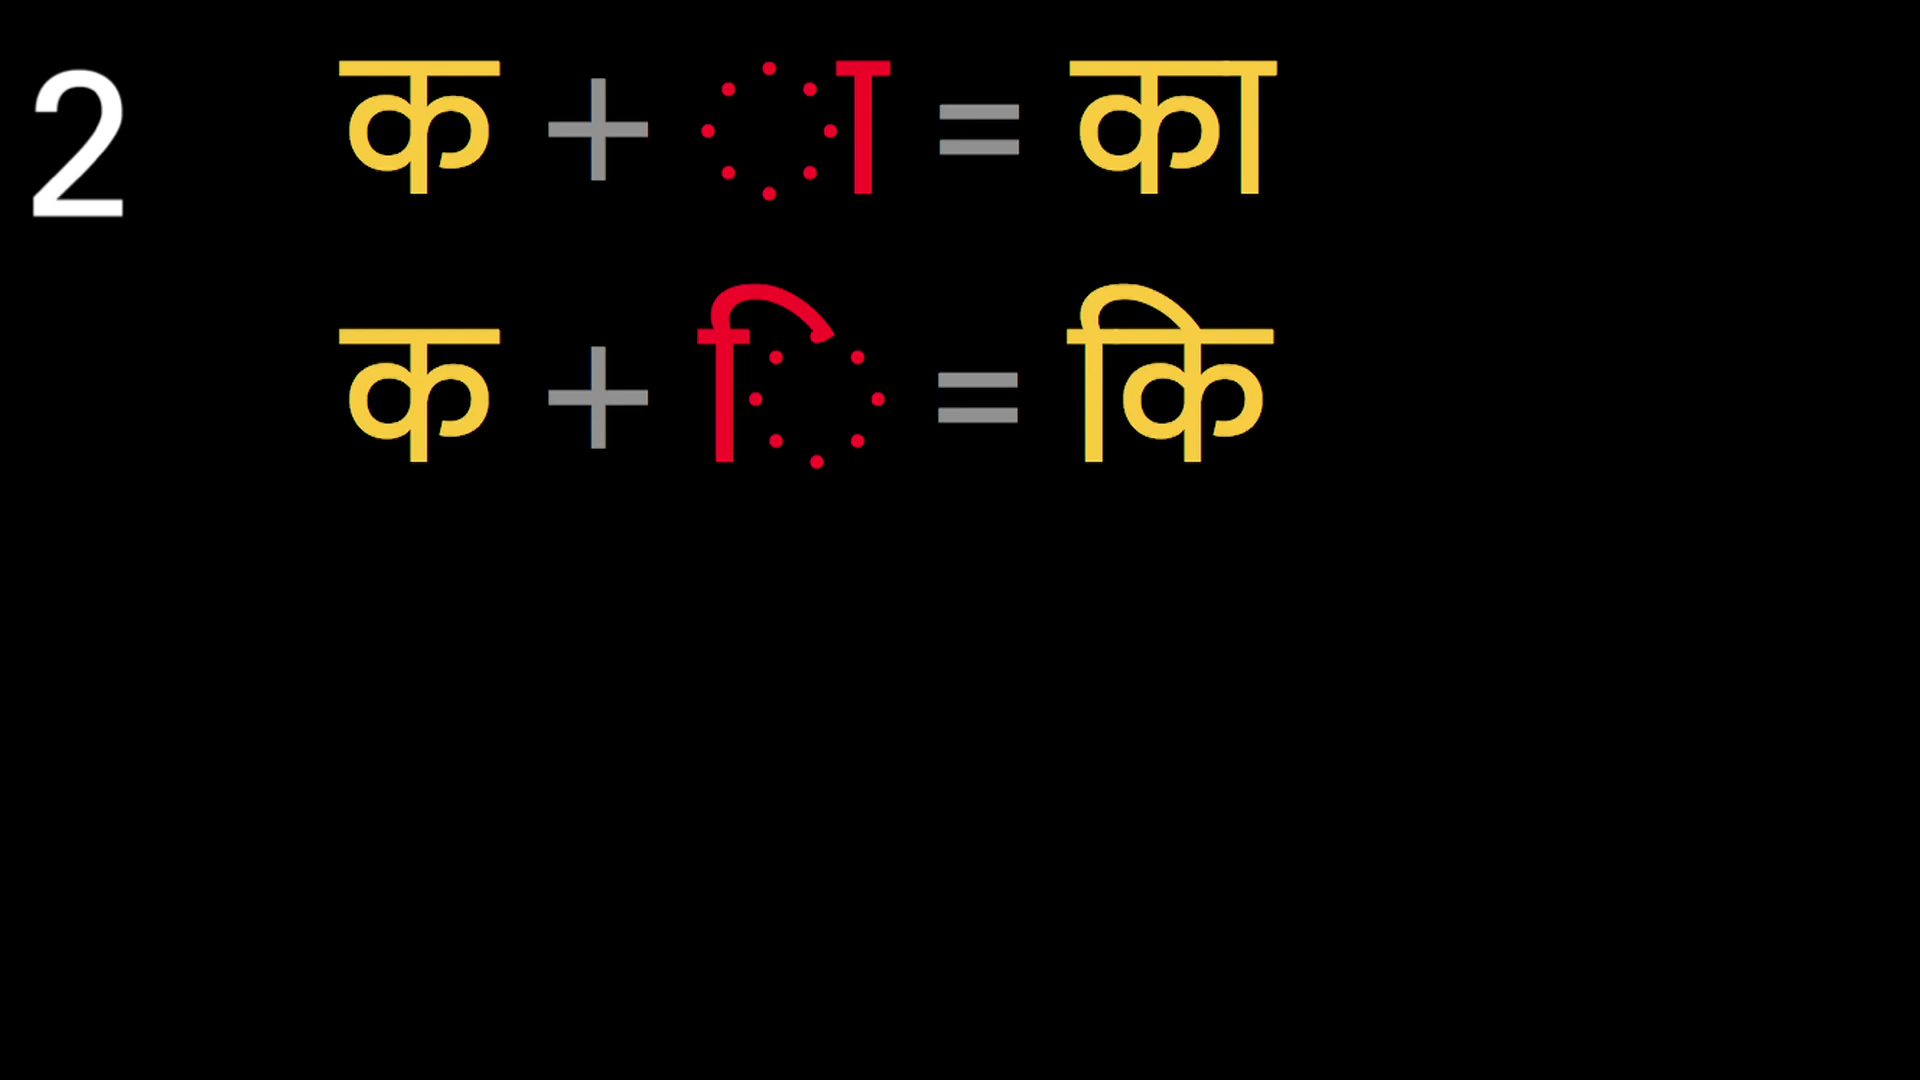 2 क + ा = का
क + ि = कि